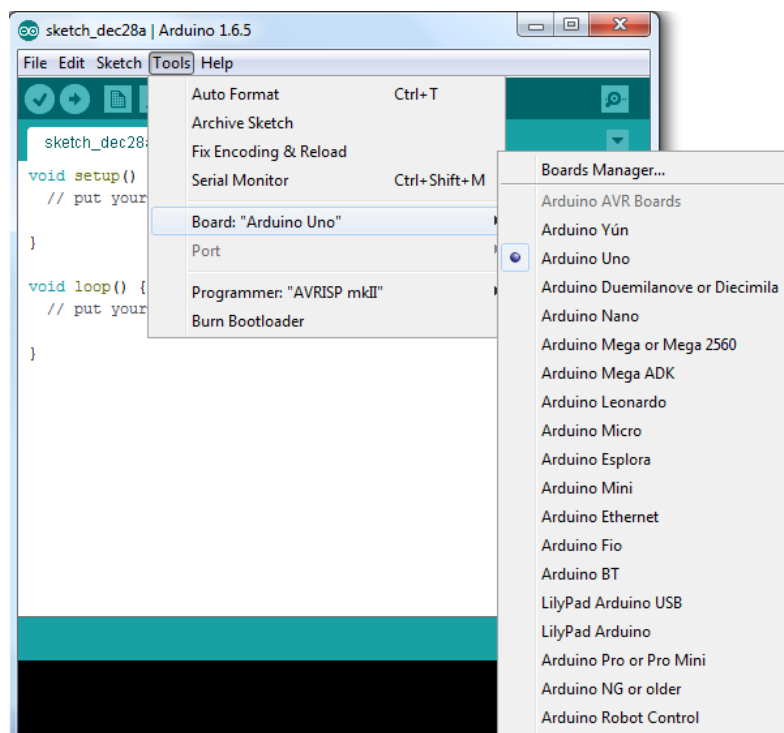 sketch_dec28a | Arduino 1.6.5
File Edit Sketch Tools Help
Auto Format Ctrl+T
Archive Sketch
Fix Encoding & Reload
Serial Monitor Ctrl+Shift+M
Board: "Arduino Uno"
Port
Programmer: "AVRISP mkII"
Burn Bootloader
sketch_dec28
void setup()
// put your
}
void loop() {
// put your
}
Boards Manager...
Arduino AVR Boards
Arduino Yún
Arduino Uno
Arduino Duemilanove or Diecimila
Arduino Nano
Arduino Mega or Mega 2560
Arduino Mega ADK
Arduino Leonardo
Arduino Micro
Arduino Esplora
Arduino Mini
Arduino Ethernet
Arduino Fio
Arduino BT
LilyPad Arduino USB
LilyPad Arduino
Arduino Pro or Pro Mini
Arduino NG or older
Arduino Robot Control